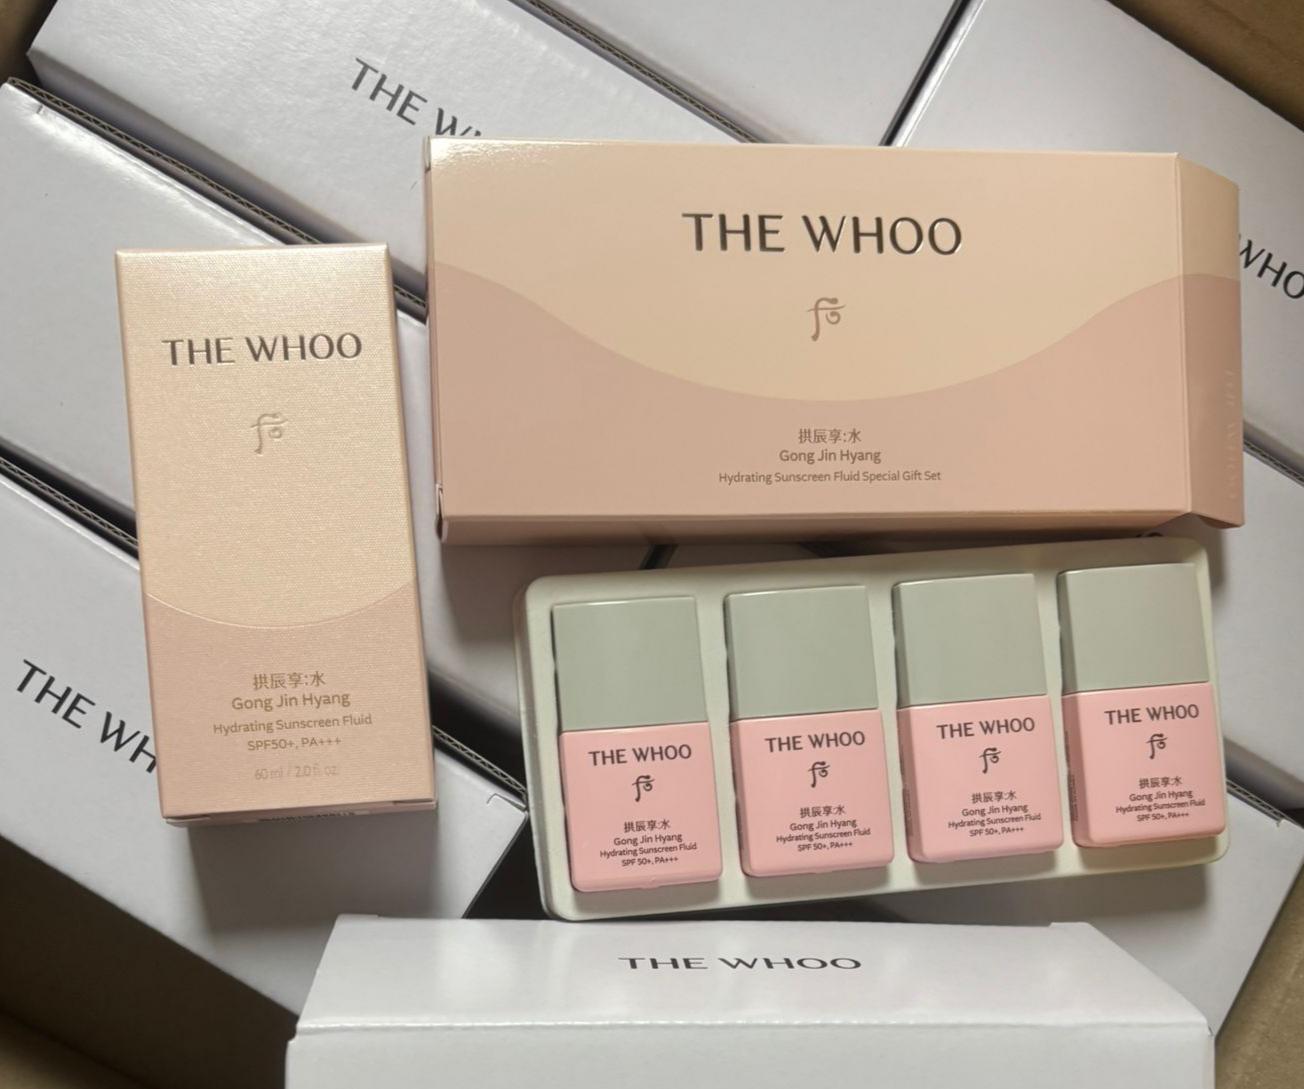 THE
WHO
THE WHOO
拱辰享:水
Gong Jin Hyang
Hydrating Sunscreen Fluid Special Gift Set
THE WHOO
拱辰享:水
Gong Jin Hyang
Hydrating Sunscreen Fluid
SPF50+, PA+++
60 ml / 2.0 fl. oz.
THE
THE WHOO
拱辰享:水
Gong Jin Hyang
Hydrating Sunscreen Fluid
SPF 50+, PA+++
THE WHOO
拱辰享:水
Gong Jin Hyang
Hydrating Sunscreen Fluid
SPF 50+, PA+++
THE WHOO
拱辰享:水
Gong Jin Hyang
Hydrating Sunscreen Fluid
SPF 50+, PA+++
THE WHOO
拱辰享:水
Gong Jin Hyang
Hydrating Sunscreen Fluid
SPF 50+, PA+++
THE WHOO